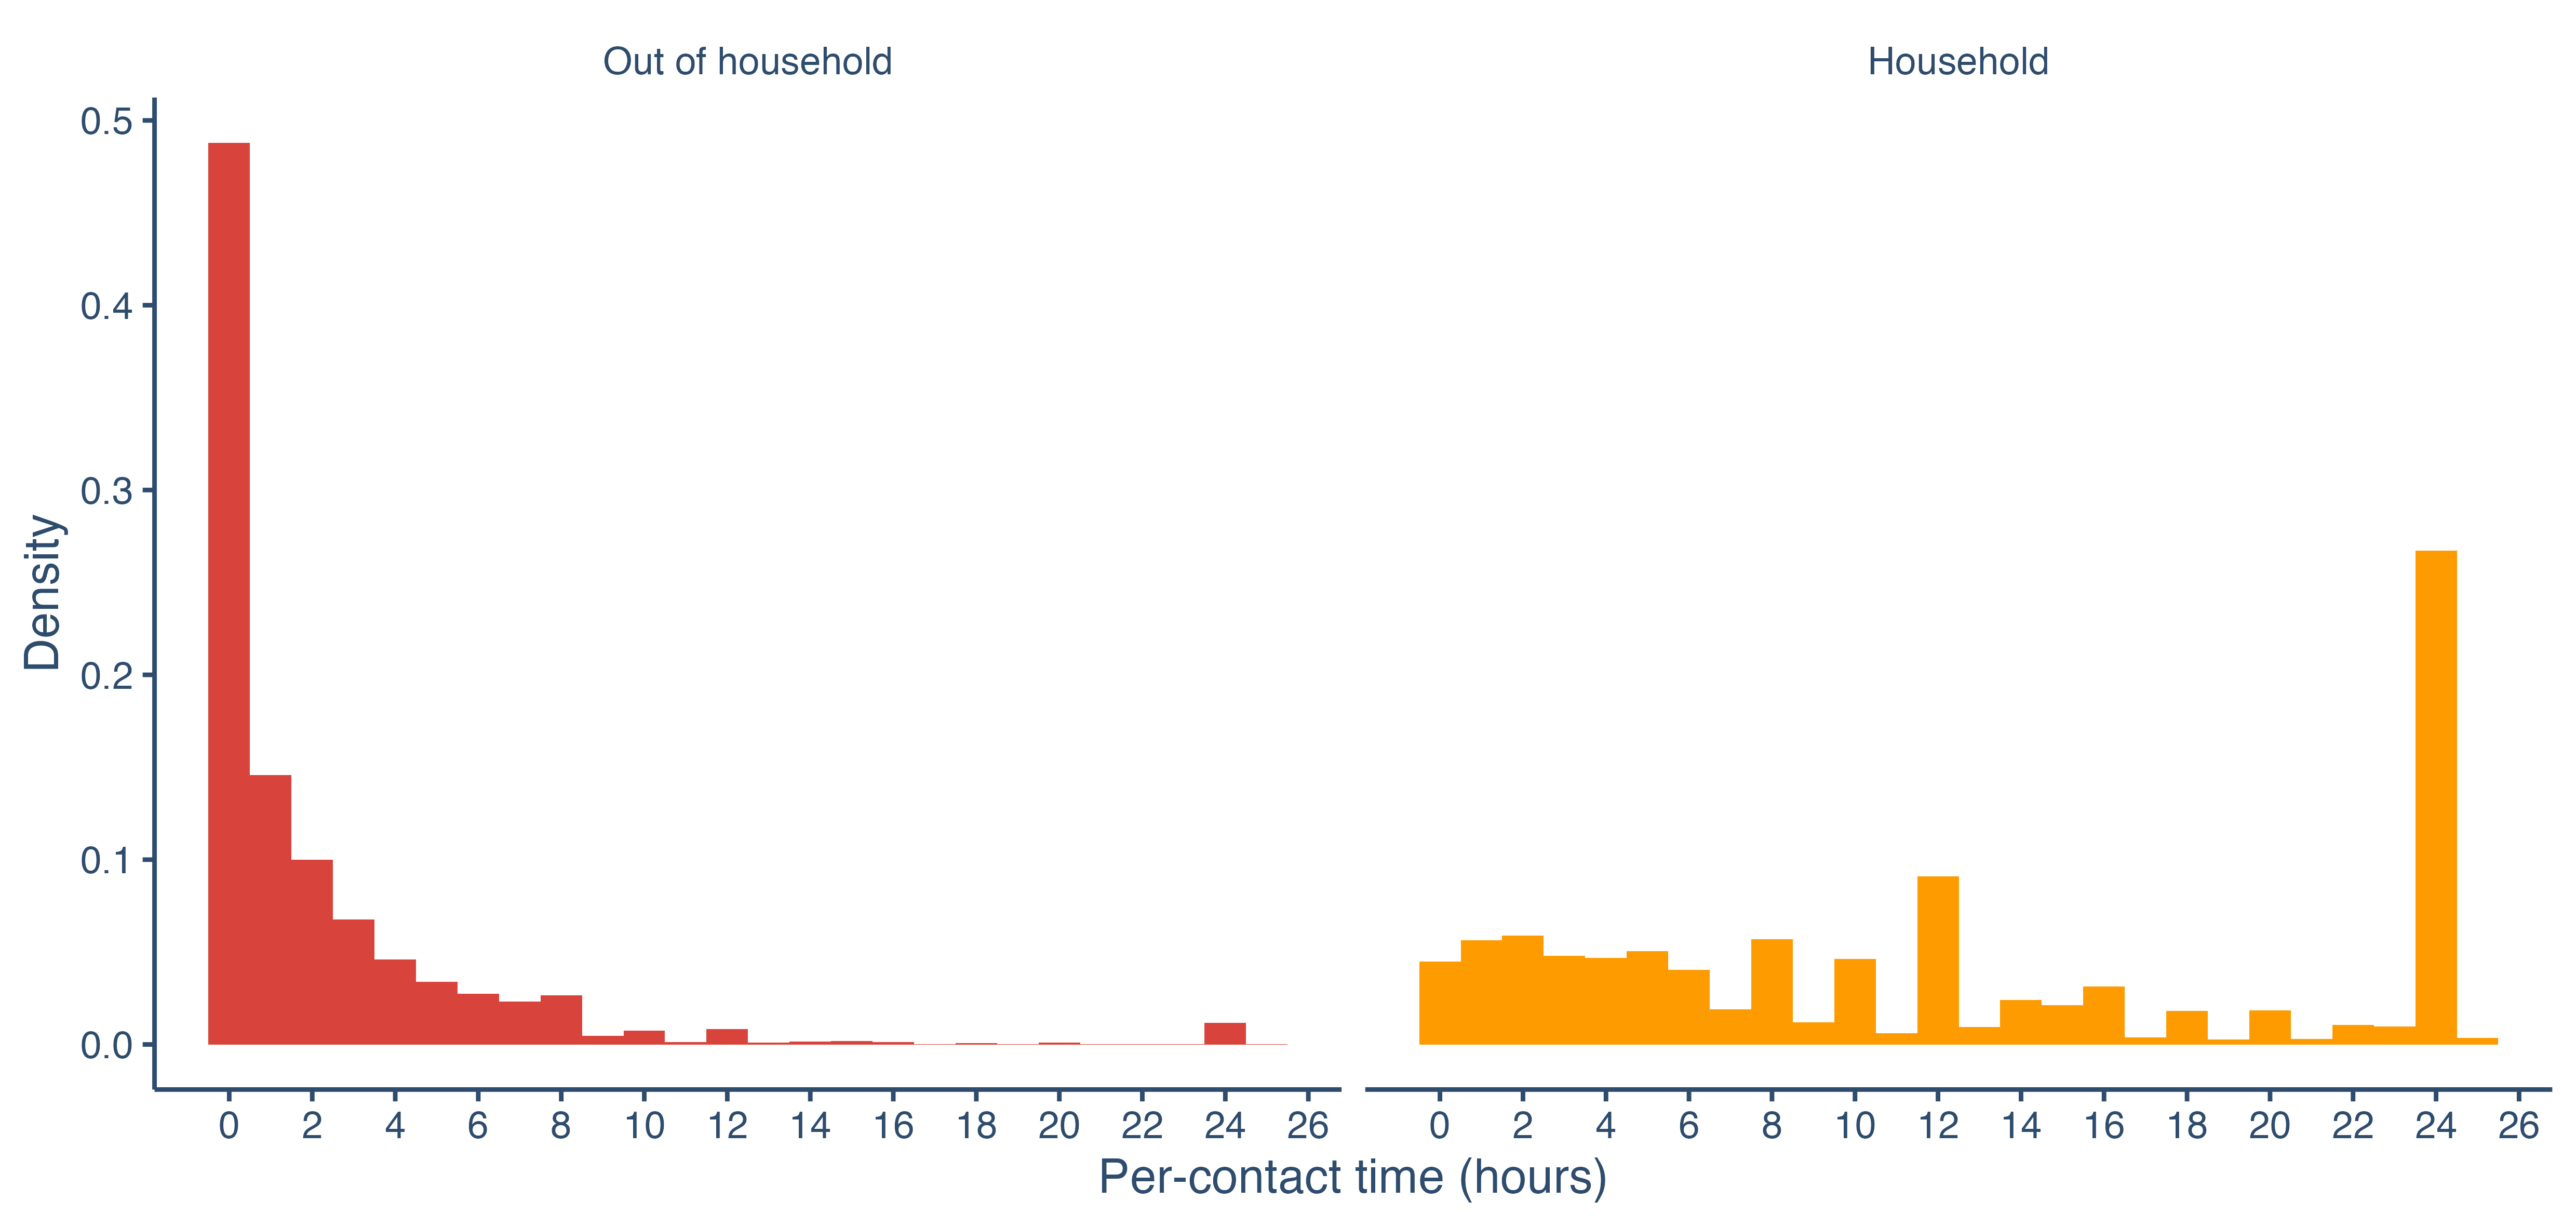 Out of household
Household
0.5
0.4
0.3
0.2
0.1
0.0
Density
0 2 4 6 8 10 12 14 16 18 20 22 24 26
0 2 4 6 8 10 12 14 16 18 20 22 24 26
Per-contact time (hours)